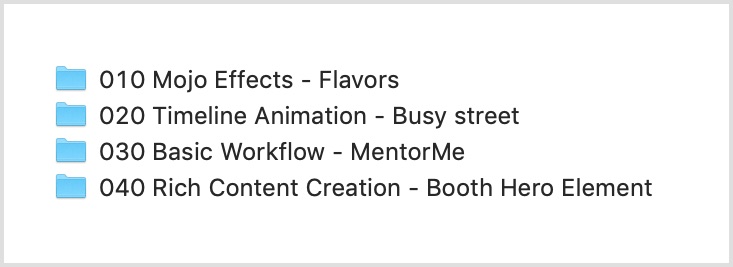 010 Mojo Effects - Flavors
020 Timeline Animation - Busy street
030 Basic Workflow - MentorMe
040 Rich Content Creation - Booth Hero Element